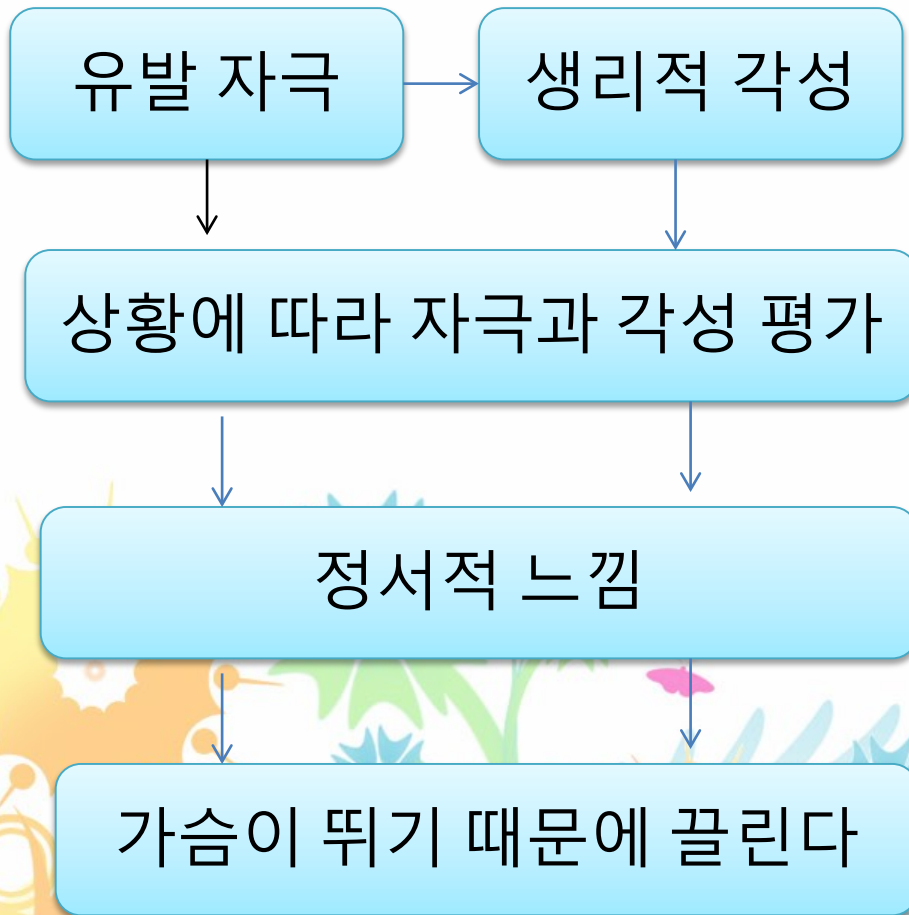 유발 자극
생리적 각성
상황에 따라 자극과 각성 평가
정서적 느낌
가슴이 뛰기 때문에 끌린다